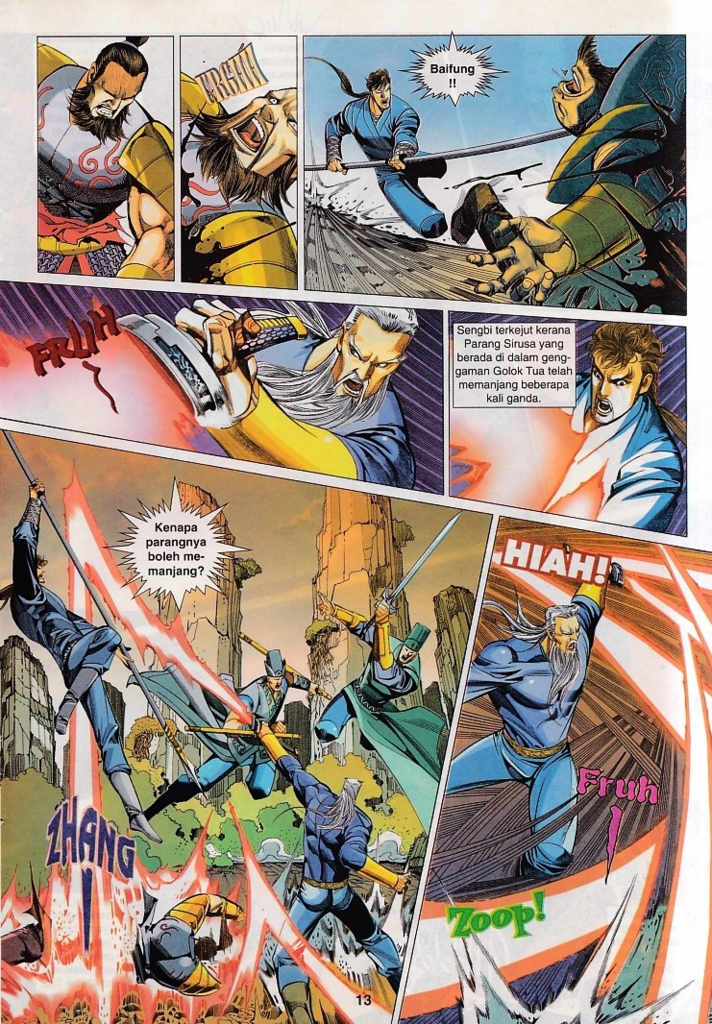 ARGH!!
Baifung
!!
FRUH
!
Sengbi terkejut kerana
Parang Sirusa yang
berada di dalam geng-
gaman Golok Tua telah
memanjang beberapa
kali ganda.
Kenapa
parangnya
boleh me-
manjang?
HIAH!
Fruh
!
ZHANG
!
Zoop!
13